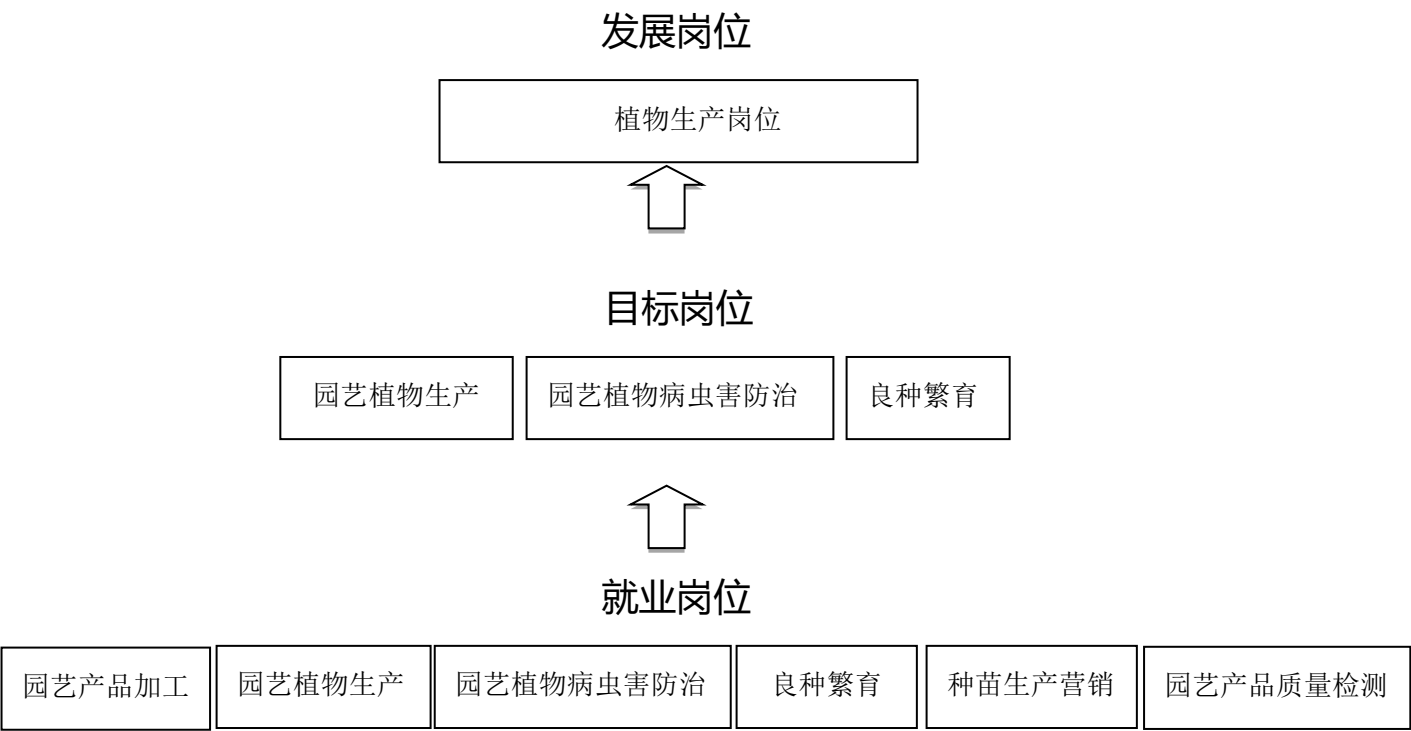 发展岗位
植物生产岗位
目标岗位
园艺植物生产 园艺植物病虫害防治 良种繁育
就业岗位
园艺产品加工 园艺植物生产 园艺植物病虫害防治 良种繁育 种苗生产营销 园艺产品质量检测